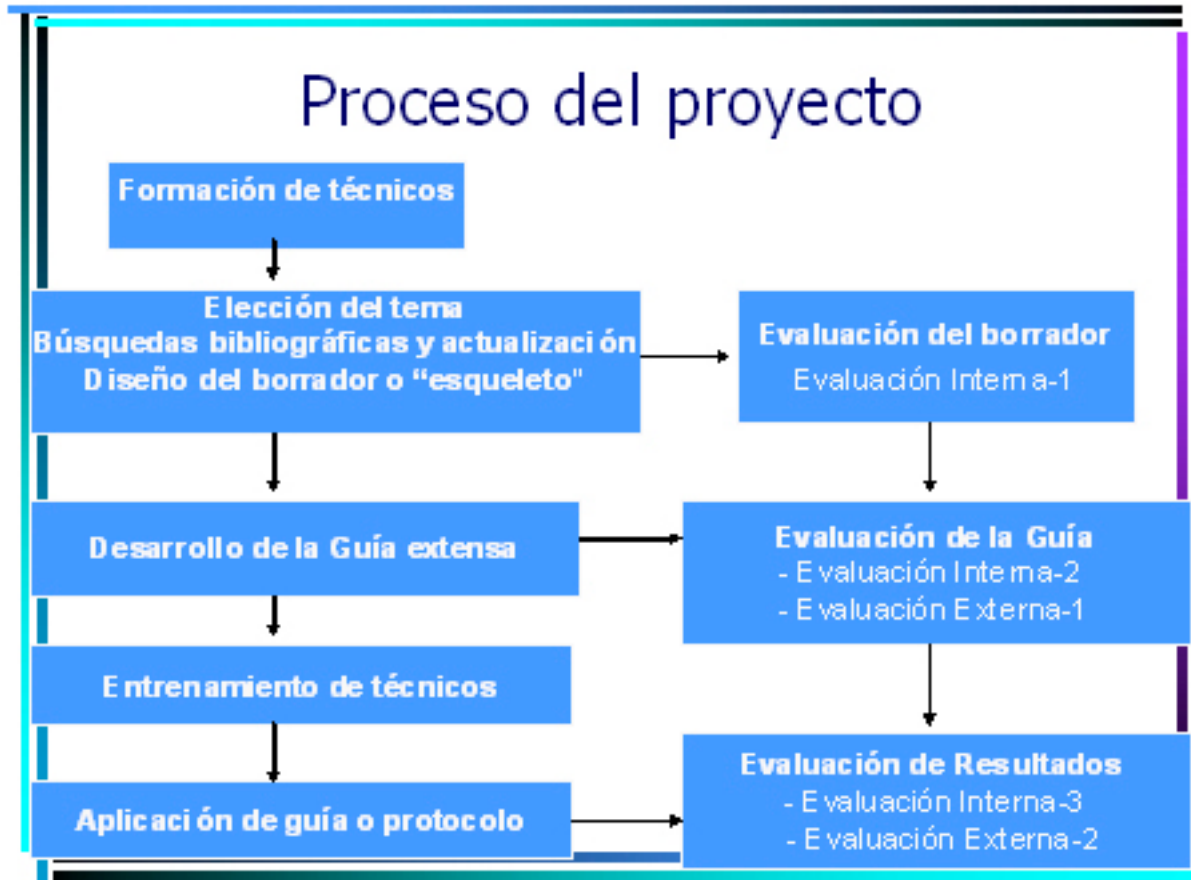 Proceso del proyecto
Formación de técnicos
Elección del tema
Búsquedas bibliográficas y actualización
Diseño del borrador o “esqueleto"
Evaluación del borrador
Evaluación Interna-1
Desarrollo de la Guía extensa
Evaluación de la Guía
- Evaluación Interna-2
- Evaluación Externa-1
Entrenamiento de técnicos
Aplicación de guía o protocolo
Evaluación de Resultados
- Evaluación Interna-3
- Evaluación Externa-2